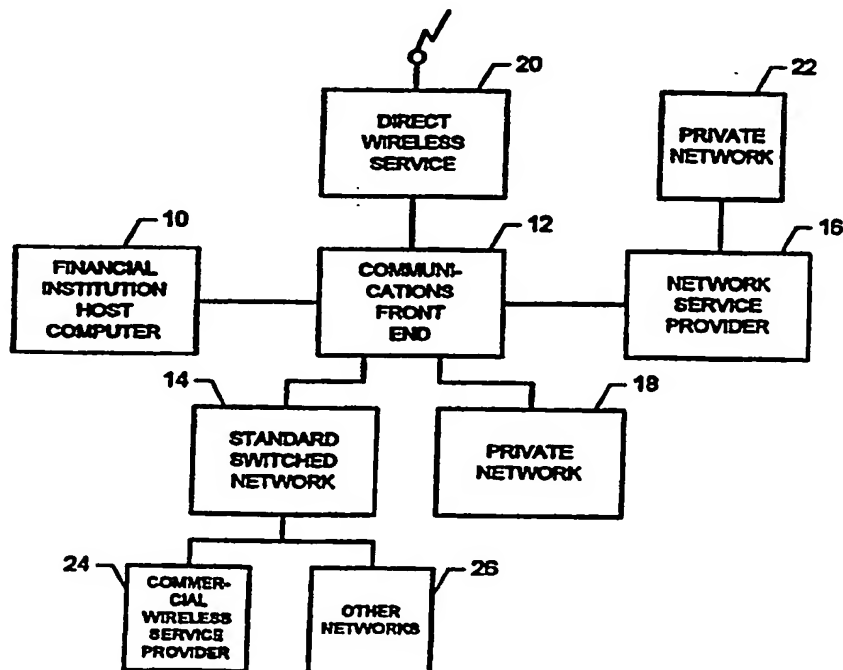 20
DIRECT
WIRELESS
SERVICE
22
PRIVATE
NETWORK
10
FINANCIAL
INSTITUTION
HOST
COMPUTER
12
COMMUNI-
CATIONS
FRONT
END
16
NETWORK
SERVICE
PROVIDER
14
STANDARD
SWITCHED
NETWORK
18
PRIVATE
NETWORK
24
COMMER-
CIAL
WIRELESS
SERVICE
PROVIDER
26
OTHER
NETWORKS